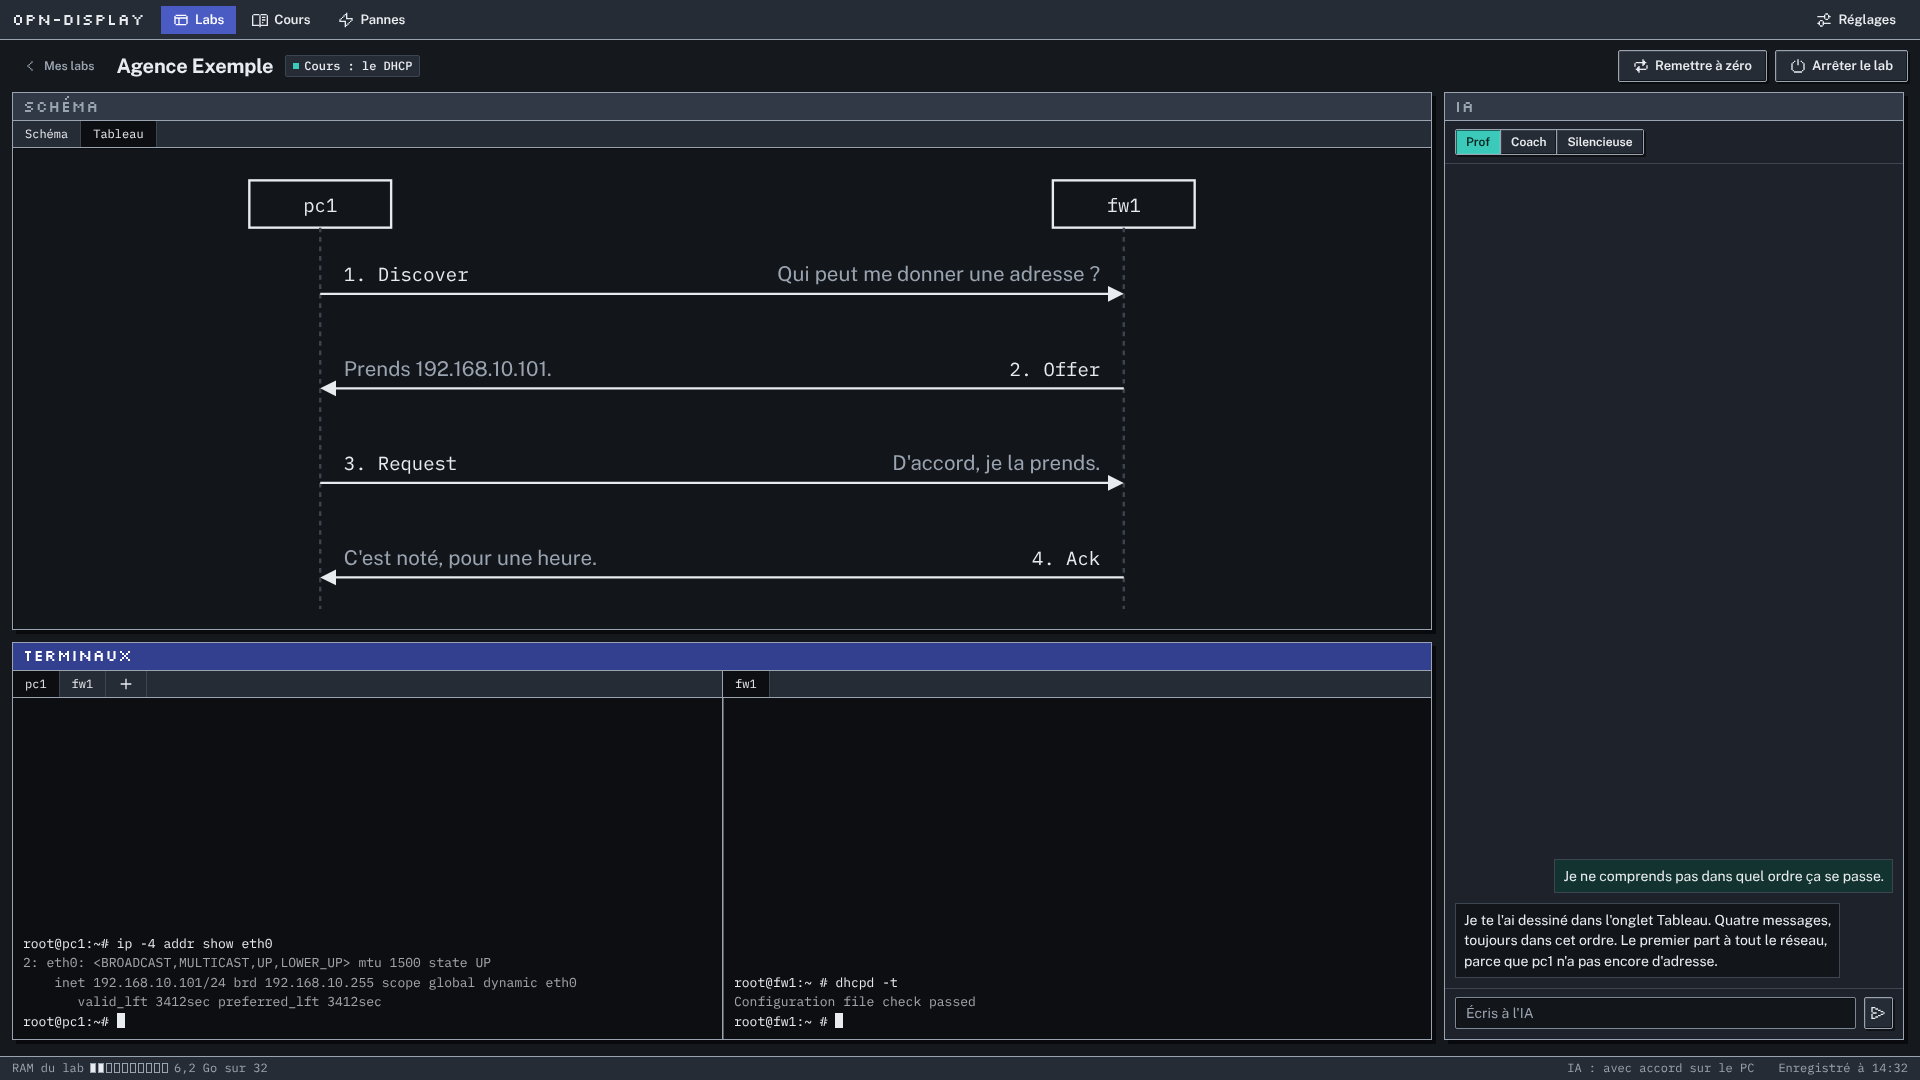 OPN-DISPLAY
Labs
Cours
Pannes
Réglages
Mes labs
Agence Exemple
Cours : le DHCP
Remettre à zéro
Arrêter le lab
SCHÉMA
Schéma
Tableau
pc1
fw1
1. Discover
Qui peut me donner une adresse ?
Prends 192.168.10.101.
2. Offer
3. Request
D'accord, je la prends.
C'est noté, pour une heure.
4. Ack
TERMINAUX
pc1
fw1
+
root@pc1:~# ip -4 addr show eth0
2: eth0: <BROADCAST,MULTICAST,UP,LOWER_UP> mtu 1500 state UP
inet 192.168.10.101/24 brd 192.168.10.255 scope global dynamic eth0
valid_lft 3412sec preferred_lft 3412sec
root@pc1:~#
fw1
root@fw1:~ # dhcpd -t
Configuration file check passed
root@fw1:~ #
IA
Prof
Coach
Silencieuse
Je ne comprends pas dans quel ordre ça se passe.
Je te l'ai dessiné dans l'onglet Tableau. Quatre messages,
toujours dans cet ordre. Le premier part à tout le réseau,
parce que pc1 n'a pas encore d'adresse.
Écris à l'IA
RAM du lab
6,2 Go sur 32
IA : avec accord sur le PC
Enregistré à 14:32